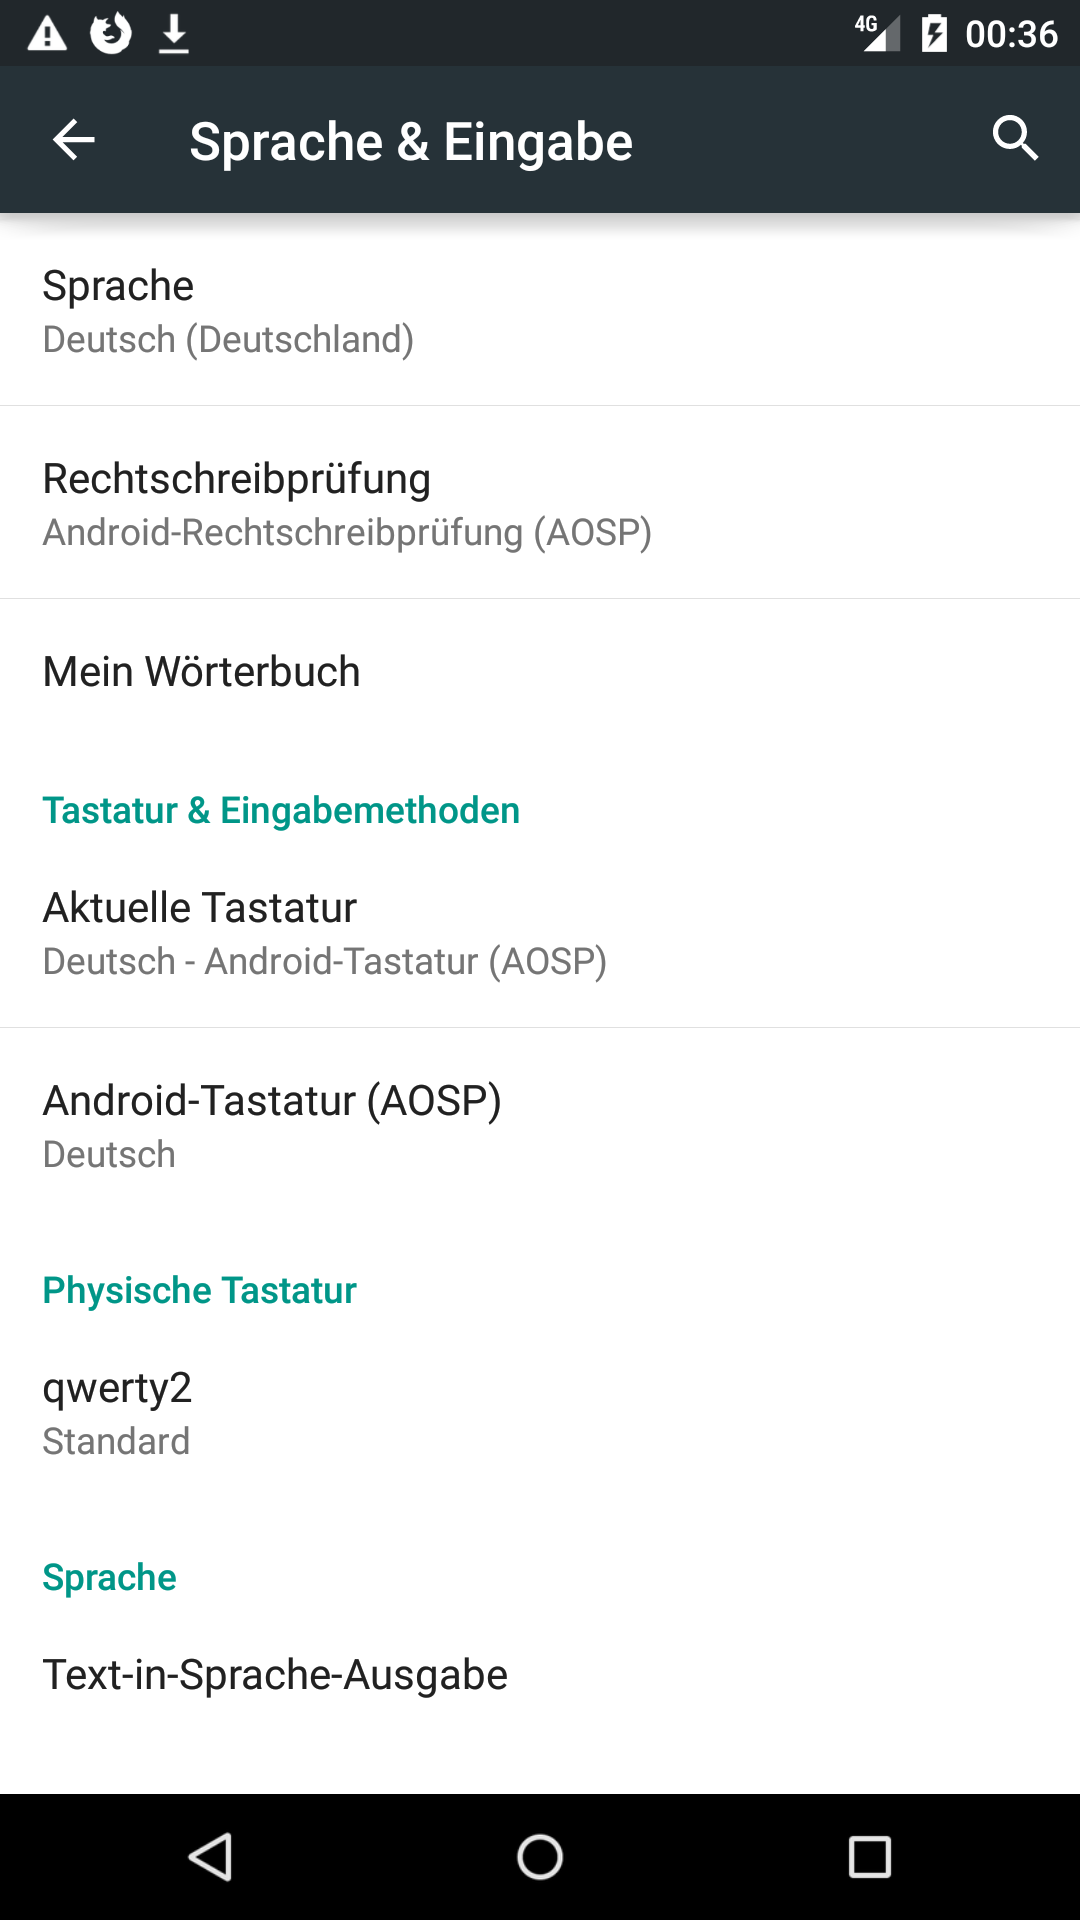 4G 00:36
Sprache & Eingabe
Sprache
Deutsch (Deutschland)
Rechtschreibprüfung
Android-Rechtschreibprüfung (AOSP)
Mein Wörterbuch
Tastatur & Eingabemethoden
Aktuelle Tastatur
Deutsch - Android-Tastatur (AOSP)
Android-Tastatur (AOSP)
Deutsch
Physische Tastatur
qwerty2
Standard
Sprache
Text-in-Sprache-Ausgabe